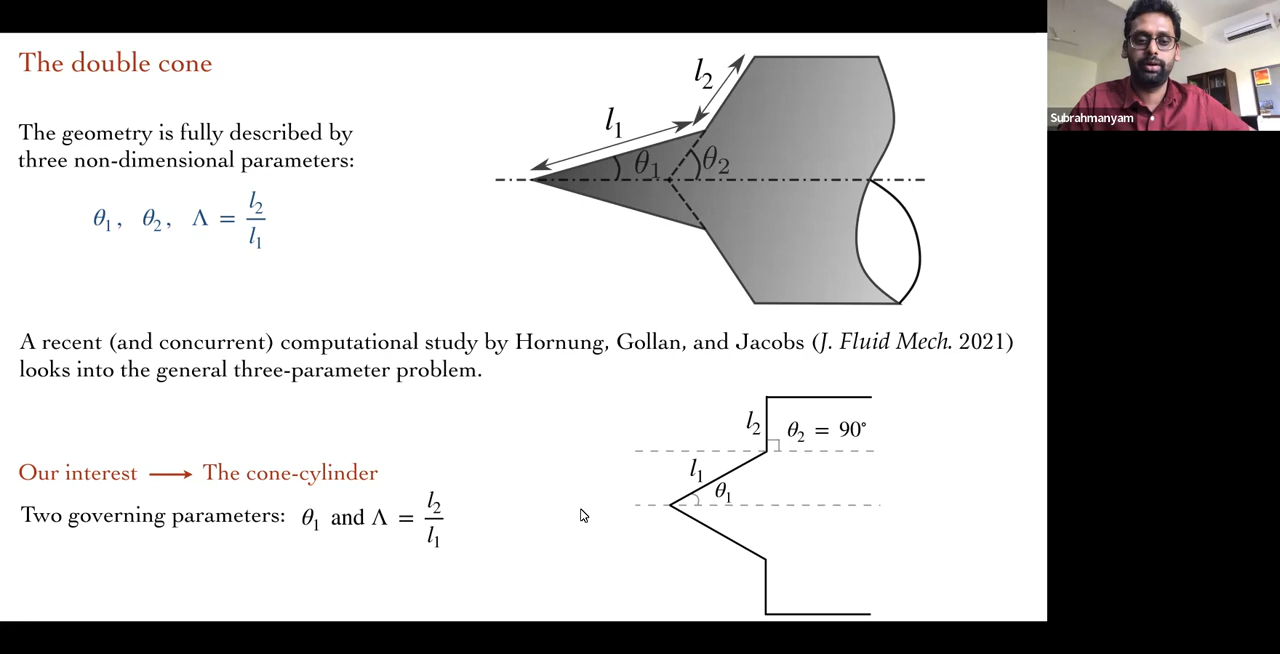 The double cone
The geometry is fully described by
three non-dimensional parameters:
θ₁, θ₂, Λ = l₂/l₁
l₁
l₂
θ₁
θ₂
A recent (and concurrent) computational study by Hornung, Gollan, and Jacobs (J. Fluid Mech. 2021)
looks into the general three-parameter problem.
Our interest ⟶ The cone-cylinder
Two governing parameters: θ₁ and Λ = l₂/l₁
l₂
θ₂ = 90°
l₁
θ₁
Subrahmanyam